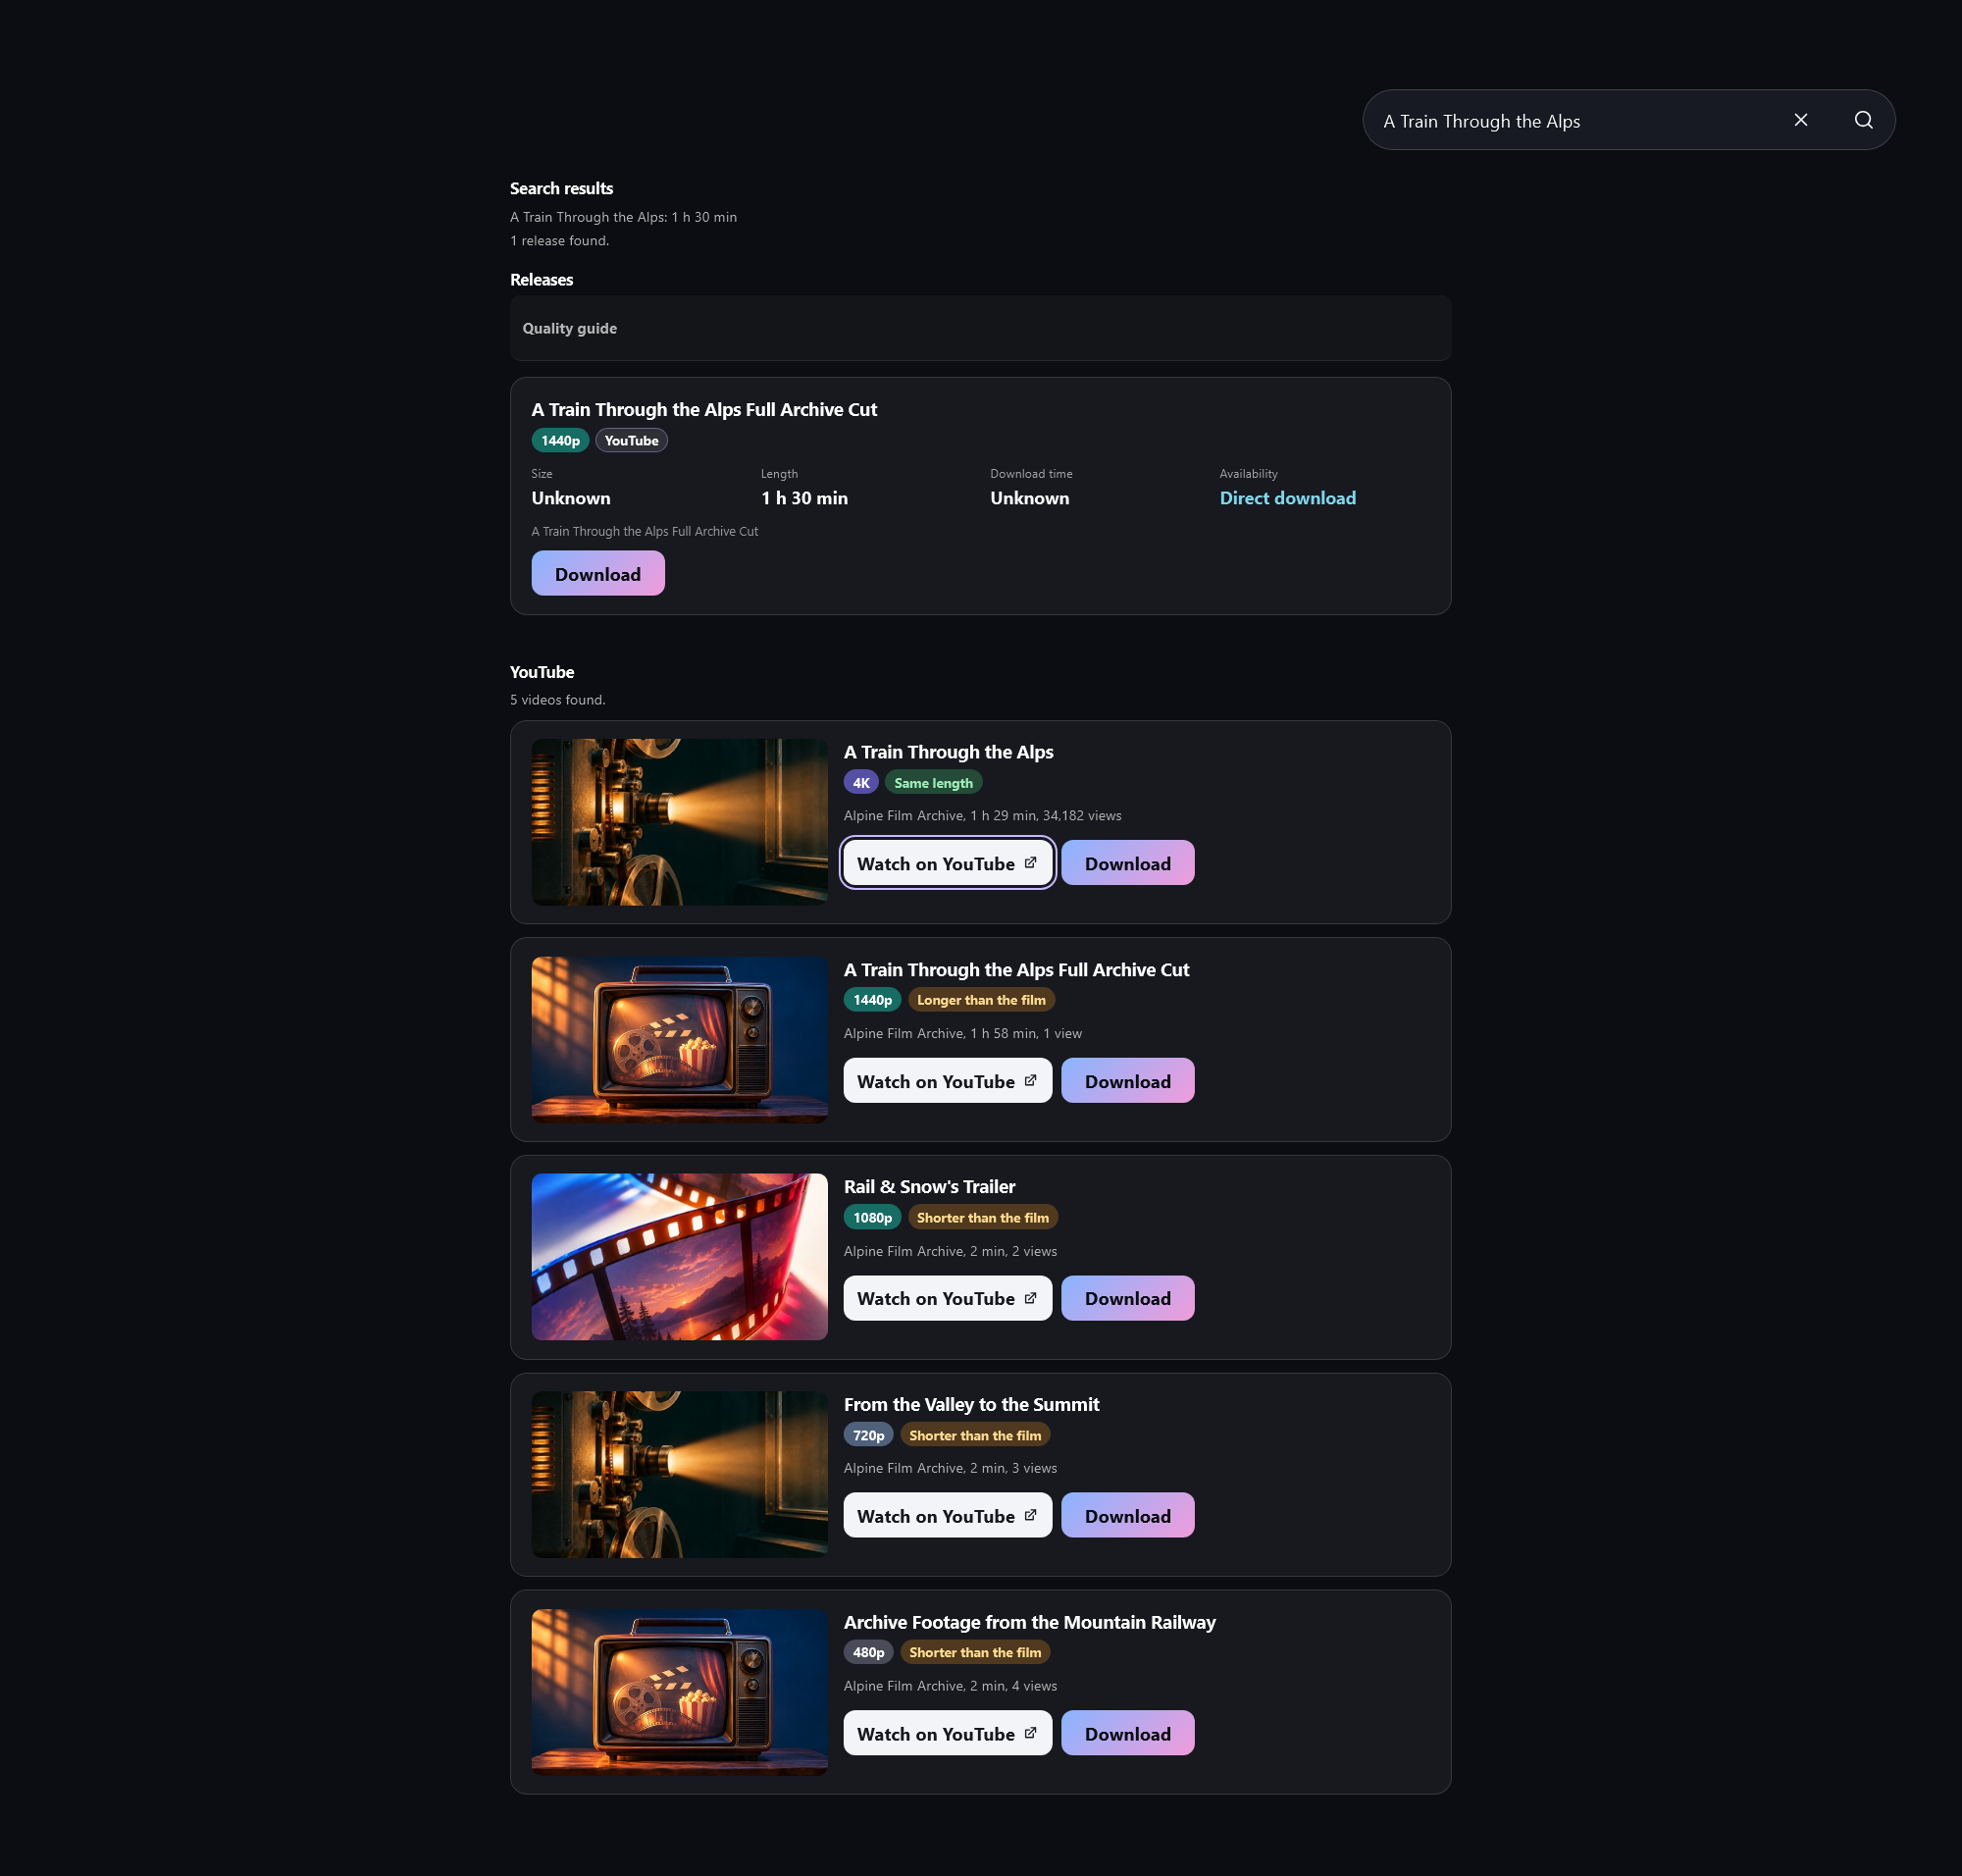 A Train Through the Alps
Search results
A Train Through the Alps: 1 h 30 min
1 release found.
Releases
Quality guide
A Train Through the Alps Full Archive Cut
1440p YouTube
Size Length Download time Availability
Unknown 1 h 30 min Unknown Direct download
A Train Through the Alps Full Archive Cut
Download
YouTube
5 videos found.
A Train Through the Alps
4K Same length
Alpine Film Archive, 1 h 29 min, 34,182 views
Watch on YouTube Download
A Train Through the Alps Full Archive Cut
1440p Longer than the film
Alpine Film Archive, 1 h 58 min, 1 view
Watch on YouTube Download
Rail & Snow's Trailer
1080p Shorter than the film
Alpine Film Archive, 2 min, 2 views
Watch on YouTube Download
From the Valley to the Summit
720p Shorter than the film
Alpine Film Archive, 2 min, 3 views
Watch on YouTube Download
Archive Footage from the Mountain Railway
480p Shorter than the film
Alpine Film Archive, 2 min, 4 views
Watch on YouTube Download